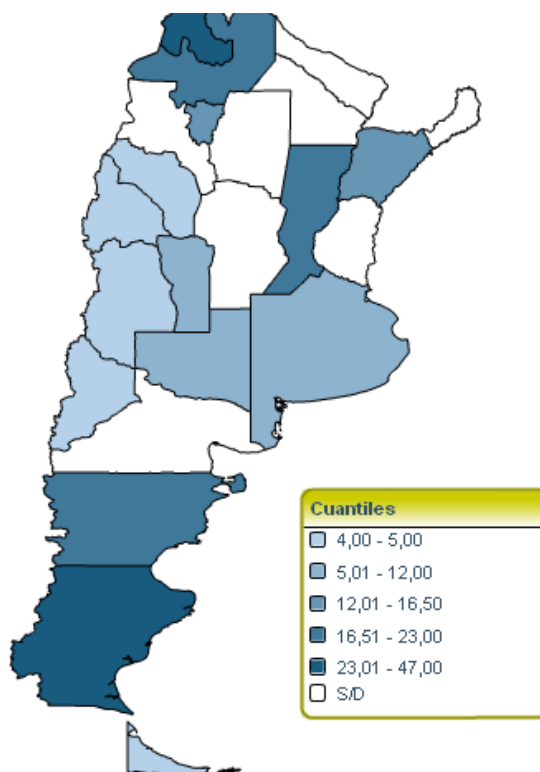 Cuantiles
4,00 - 5,00
5,01 - 12,00
12,01 - 16,50
16,51 - 23,00
23,01 - 47,00
S/D